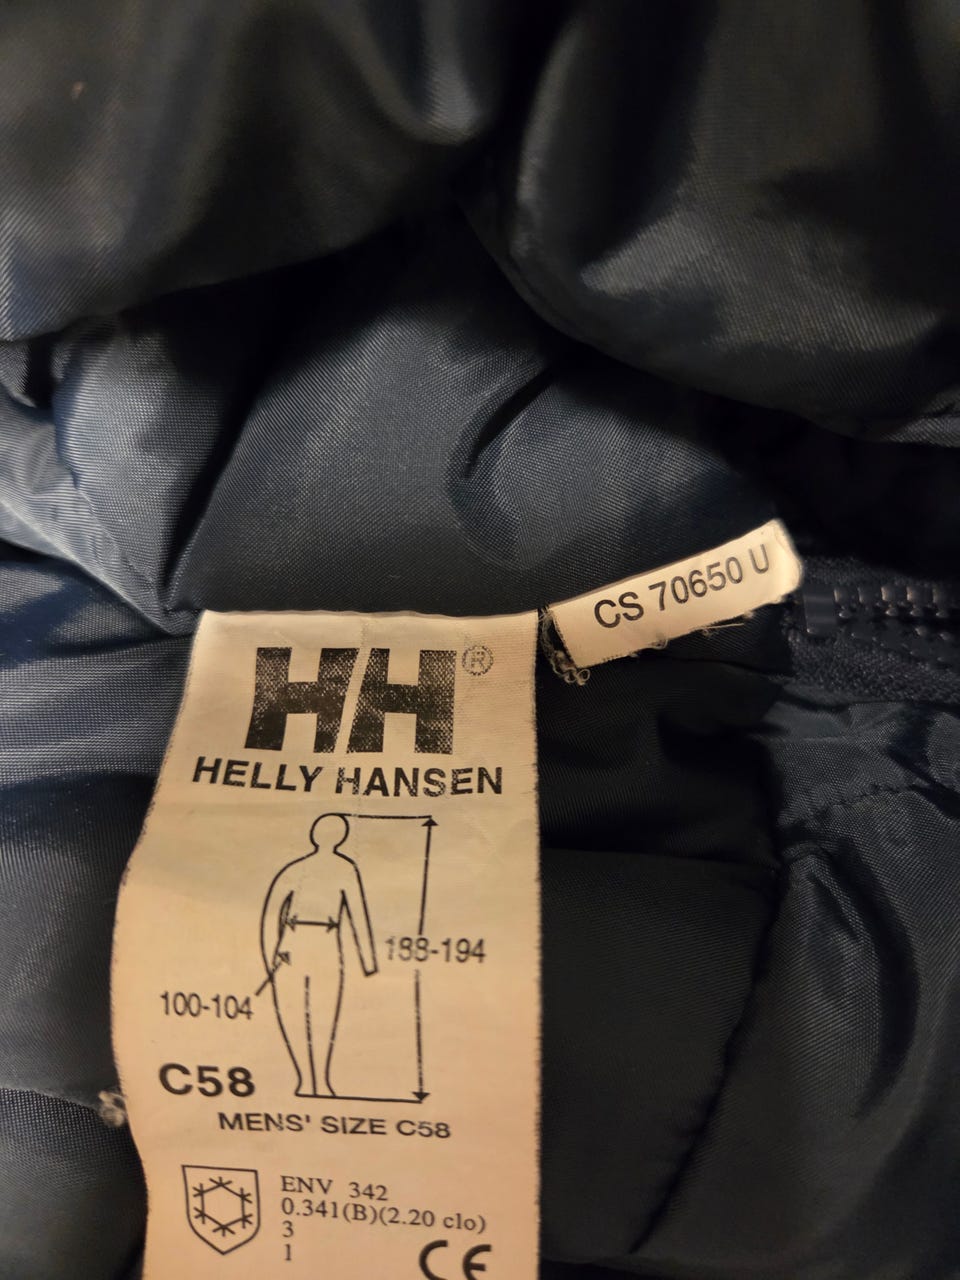 CS 70650 U
HH®
HELLY HANSEN
188-194
100-104
C58
MENS' SIZE C58
ENV 342
0.341(B)(2.20 clo)
3
1
CE